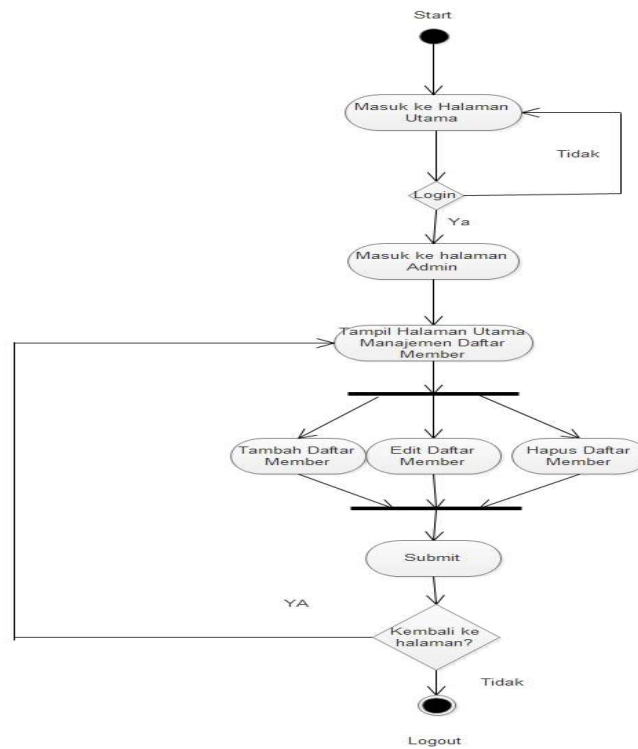 Start
Masuk ke Halaman
Utama
Tidak
Login
Ya
Masuk ke halaman
Admin
Tampil Halaman Utama
Manajemen Daftar
Member
Tambah Daftar
Member
Edit Daftar
Member
Hapus Daftar
Member
Submit
YA
Kembali ke
halaman?
Tidak
Logout